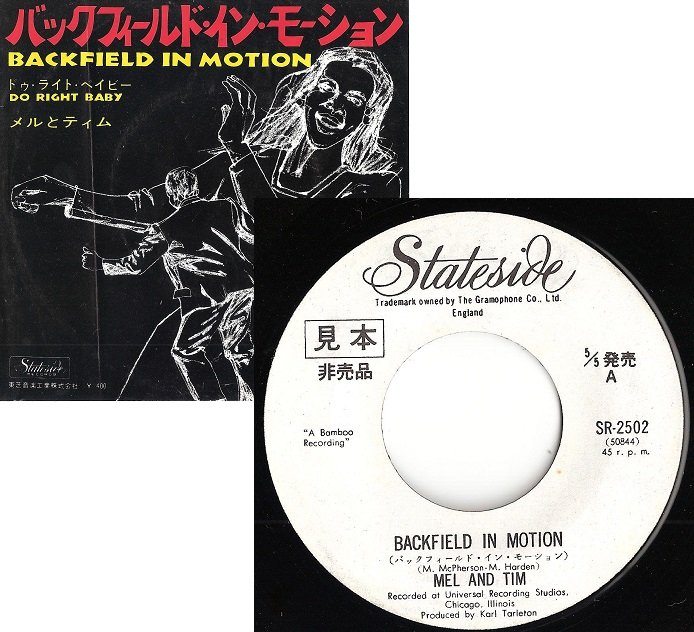 バックフィールド・イン・モーション
BACKFIELD IN MOTION
ドゥ・ライト・ベイビー
DO RIGHT BABY
メルとティム
Stateside
RECORDS
東芝音楽工業株式会社 ¥ 400
Stateside
Trademark owned by The Gramophone Co., Ltd.
England
見本
非売品
5/5 発売
A
"A Bamboo
Recording"
SR-2502
(50844)
45 r. p. m.
BACKFIELD IN MOTION
(バックフィールド・イン・モーション)
(M. McPherson-M. Harden)
MEL AND TIM
Recorded at Universal Recording Studios,
Chicago, Illinois
Produced by Karl Tarleton